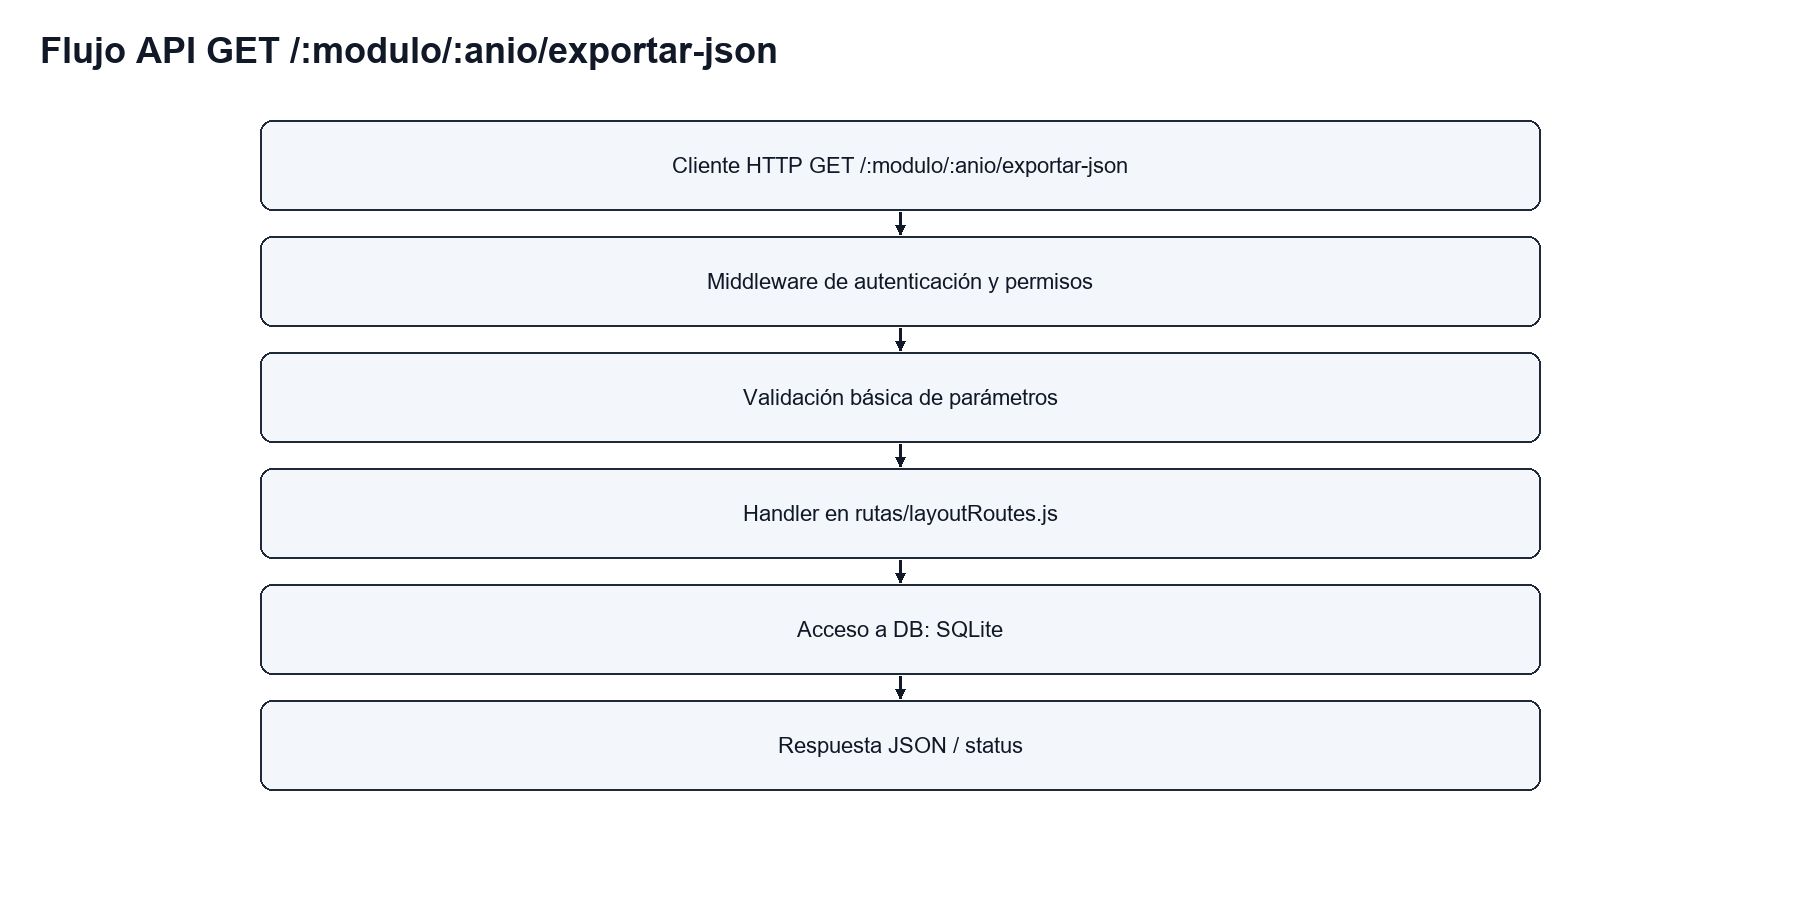 Flujo API GET /:modulo/:anio/exportar-json
Cliente HTTP GET /:modulo/:anio/exportar-json
Middleware de autenticación y permisos
Validación básica de parámetros
Handler en rutas/layoutRoutes.js
Acceso a DB: SQLite
Respuesta JSON / status